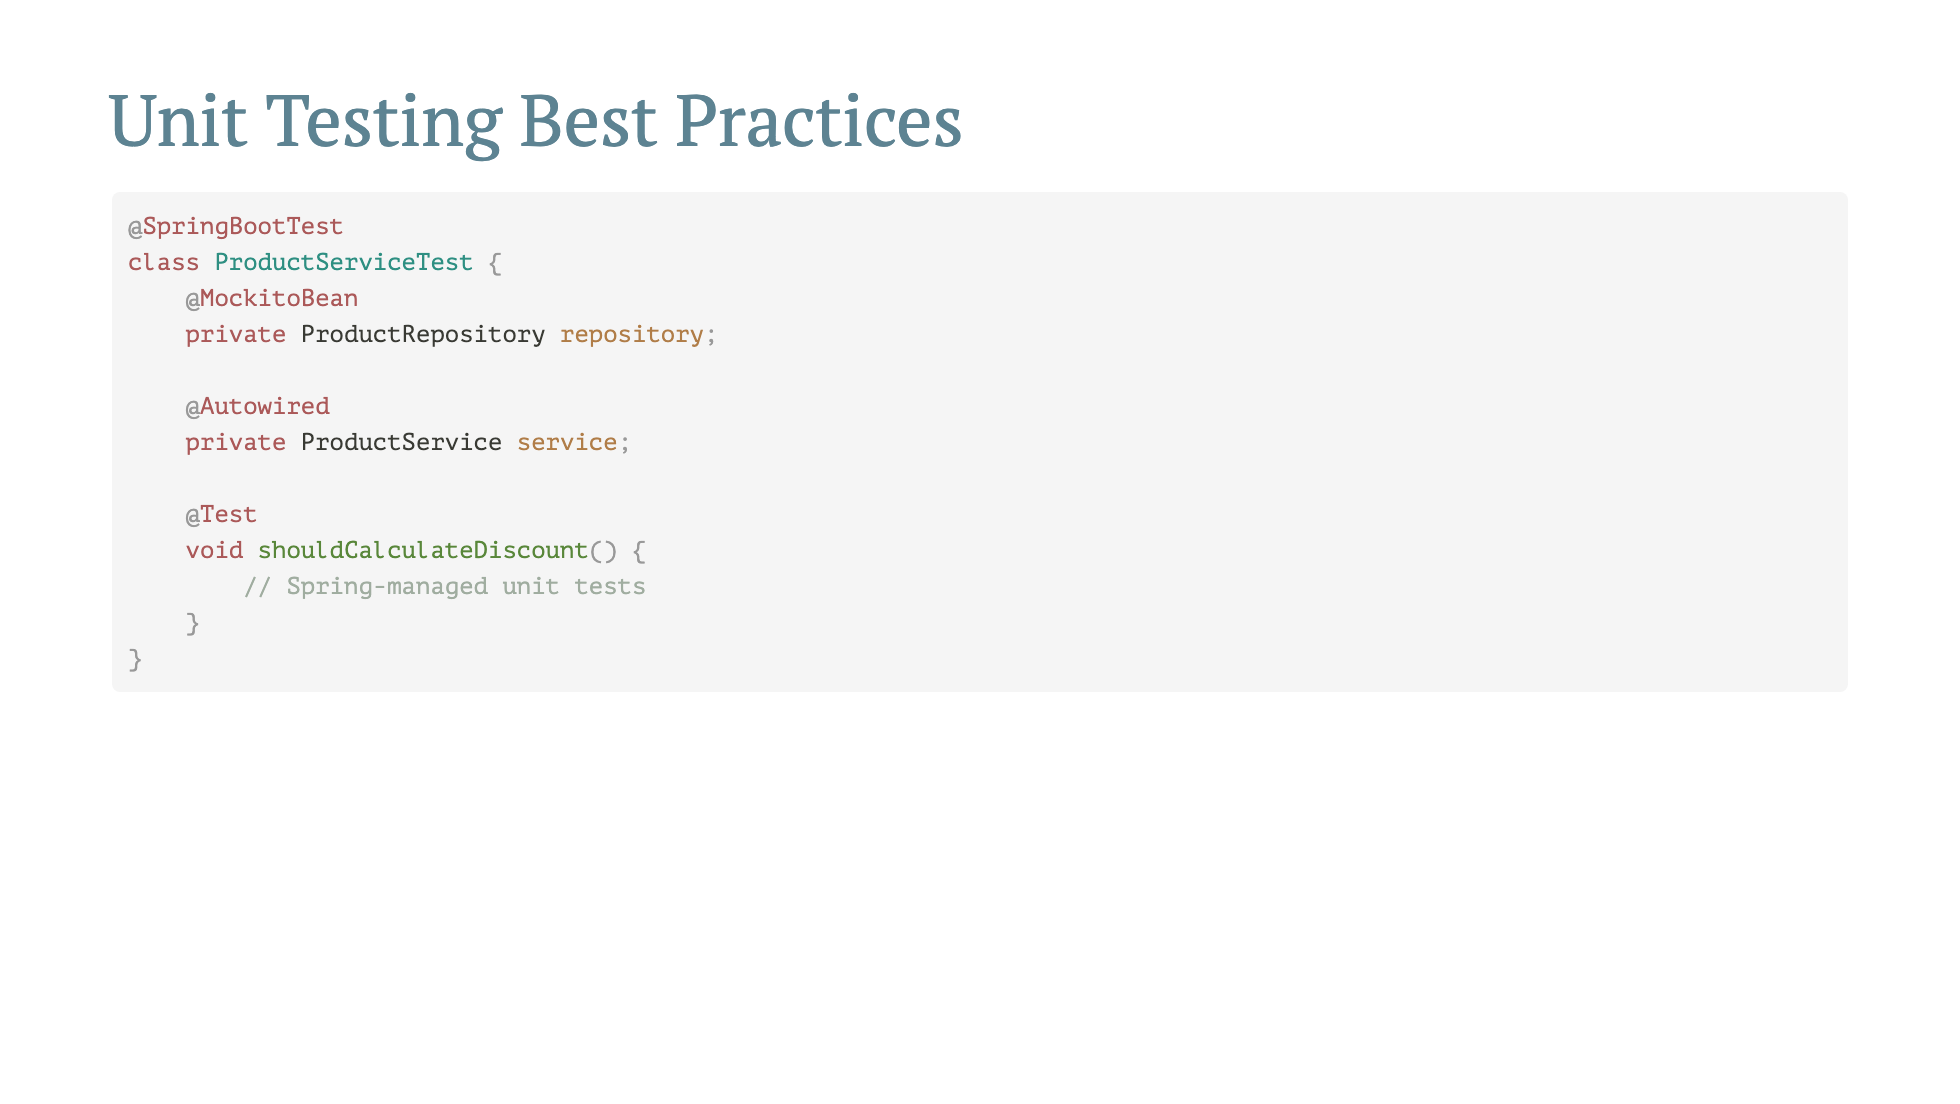 Unit Testing Best Practices
@SpringBootTest
class ProductServiceTest {
    @MockitoBean
    private ProductRepository repository;

    @Autowired
    private ProductService service;

    @Test
    void shouldCalculateDiscount() {
        // Spring-managed unit tests
    }
}